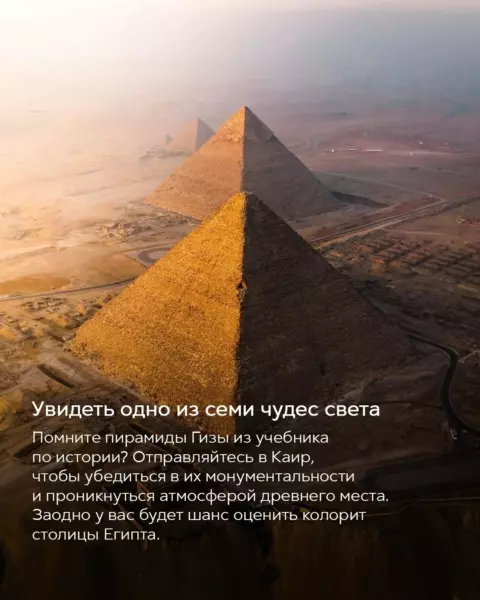 Увидеть одно из семи чудес света
Помните пирамиды Гизы из учебника
по истории? Отправляйтесь в Каир,
чтобы убедиться в их монументальности
и проникнуться атмосферой древнего места.
Заодно у вас будет шанс оценить колорит
столицы Египта.